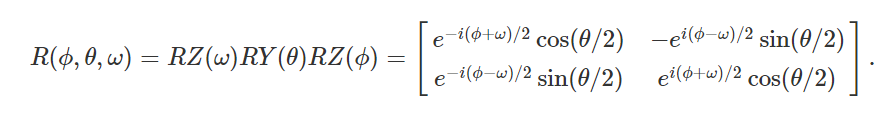 R(ϕ, θ, ω) = RZ(ω)RY(θ)RZ(ϕ) = [ e^{−i(ϕ+ω)/2} cos(θ/2)  −e^{i(ϕ−ω)/2} sin(θ/2)
e^{−i(ϕ−ω)/2} sin(θ/2)  e^{i(ϕ+ω)/2} cos(θ/2) ] .